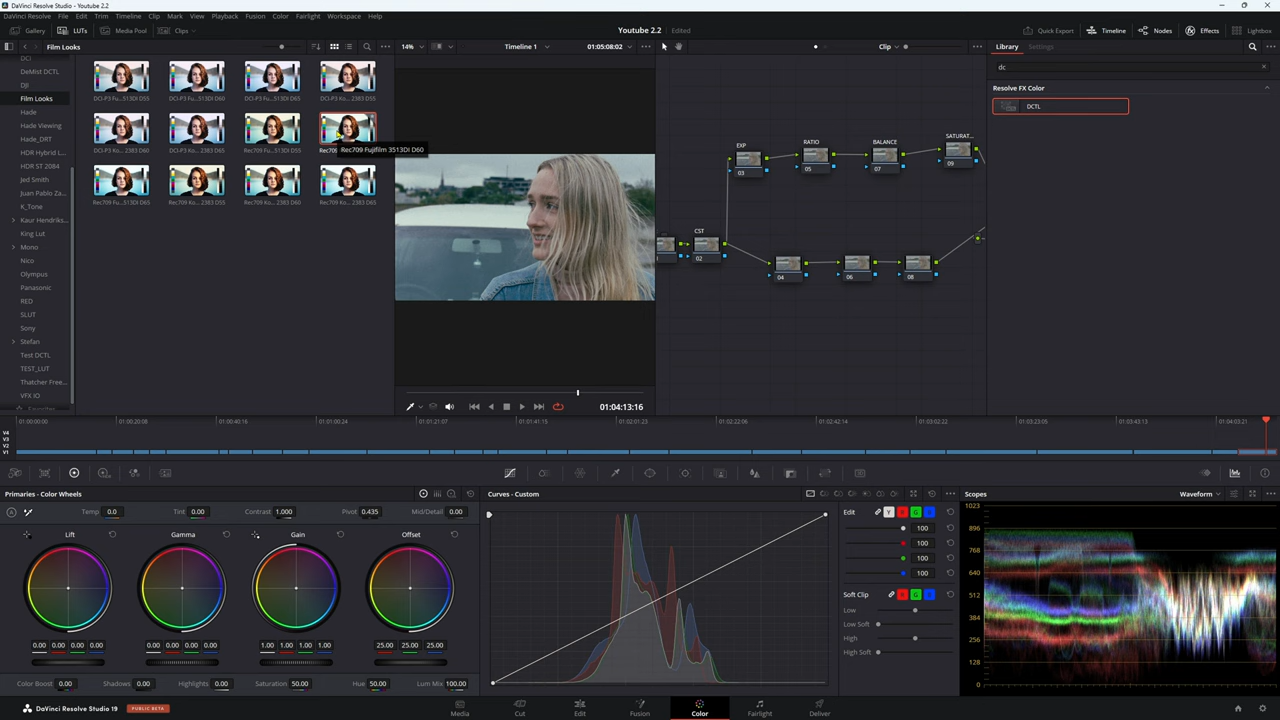 DaVinci Resolve Studio - Youtube 2.2
DaVinci Resolve File Edit Trim Timeline Clip Mark View Playback Fusion Color Fairlight Workspace Help
Gallery LUTs Media Pool Clips Youtube 2.2 Edited Quick Export Timeline Nodes Effects Lightbox
Film Looks 14% Timeline 1 01:05:08:02 Clip Library Settings
dc
Resolve FX Color
DCTL
DCI
DeMist DCTL
DJI
Film Looks
Hade
Hade Viewing
Hade_DRT
HDR Hybrid L...
HDR ST 2084
Jed Smith
Juan Pablo Za...
K_Tone
Kaur Hendriks...
King Lut
Mono
Nico
Olympus
Panasonic
RED
SLUT
Sony
Stefan
Test DCTL
TEST_LUT
Thatcher Free...
VFX IO
Favorites
DCI-P3 Fu...513DI D55 DCI-P3 Fu...513DI D60 DCI-P3 Fu...513DI D65 DCI-P3 Ko... 2383 D55
DCI-P3 Ko... 2383 D60 DCI-P3 Ko... 2383 D65 Rec709 Fu...513DI D55 Rec709
Rec709 Fujifilm 3513DI D60
Rec709 Fu...513DI D65 Rec709 Ko... 2383 D55 Rec709 Ko... 2383 D60 Rec709 Ko... 2383 D65
EXP
03
RATIO
05
BALANCE
07
SATURAT...
09
CST
02
04
06
08
01:04:13:16
01:00:00:00 01:00:20:08 01:00:40:16 01:01:00:24 01:01:21:07 01:01:41:15 01:02:01:23 01:02:22:06 01:02:42:14 01:03:02:22 01:03:23:05 01:03:43:13 01:04:03:21
V4
V3
V2
V1
Primaries - Color Wheels
Temp 0.0 Tint 0.00 Contrast 1.000 Pivot 0.435 Mid/Detail 0.00
Lift Gamma Gain Offset
0.00 0.00 0.00 0.00 0.00 0.00 0.00 0.00 1.00 1.00 1.00 1.00 25.00 25.00 25.00
Color Boost 0.00 Shadows 0.00 Highlights 0.00 Saturation 50.00 Hue 50.00 Lum Mix 100.00
Curves - Custom
Edit Y R G B
100
100
100
100
Soft Clip R G B
Low
Low Soft
High
High Soft
Scopes Waveform
1023
896
768
640
512
384
256
128
0
DaVinci Resolve Studio 19 PUBLIC BETA
Media Cut Edit Fusion Color Fairlight Deliver